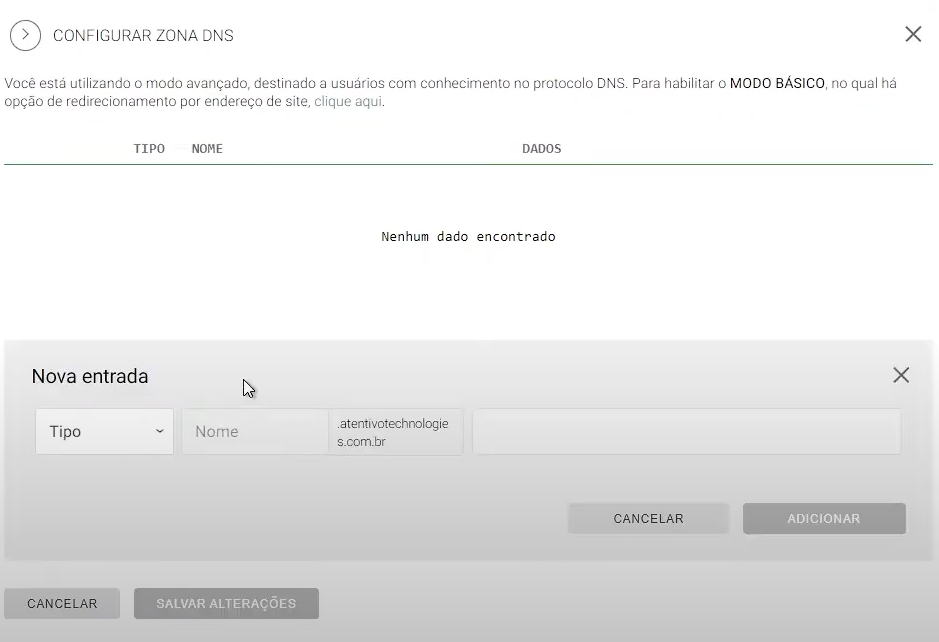 CONFIGURAR ZONA DNS
Você está utilizando o modo avançado, destinado a usuários com conhecimento no protocolo DNS. Para habilitar o MODO BÁSICO, no qual há
opção de redirecionamento por endereço de site, clique aqui.
TIPO NOME DADOS
Nenhum dado encontrado
Nova entrada
Tipo
Nome
.atentivotechnologie
s.com.br
CANCELAR
ADICIONAR
CANCELAR
SALVAR ALTERAÇÕES